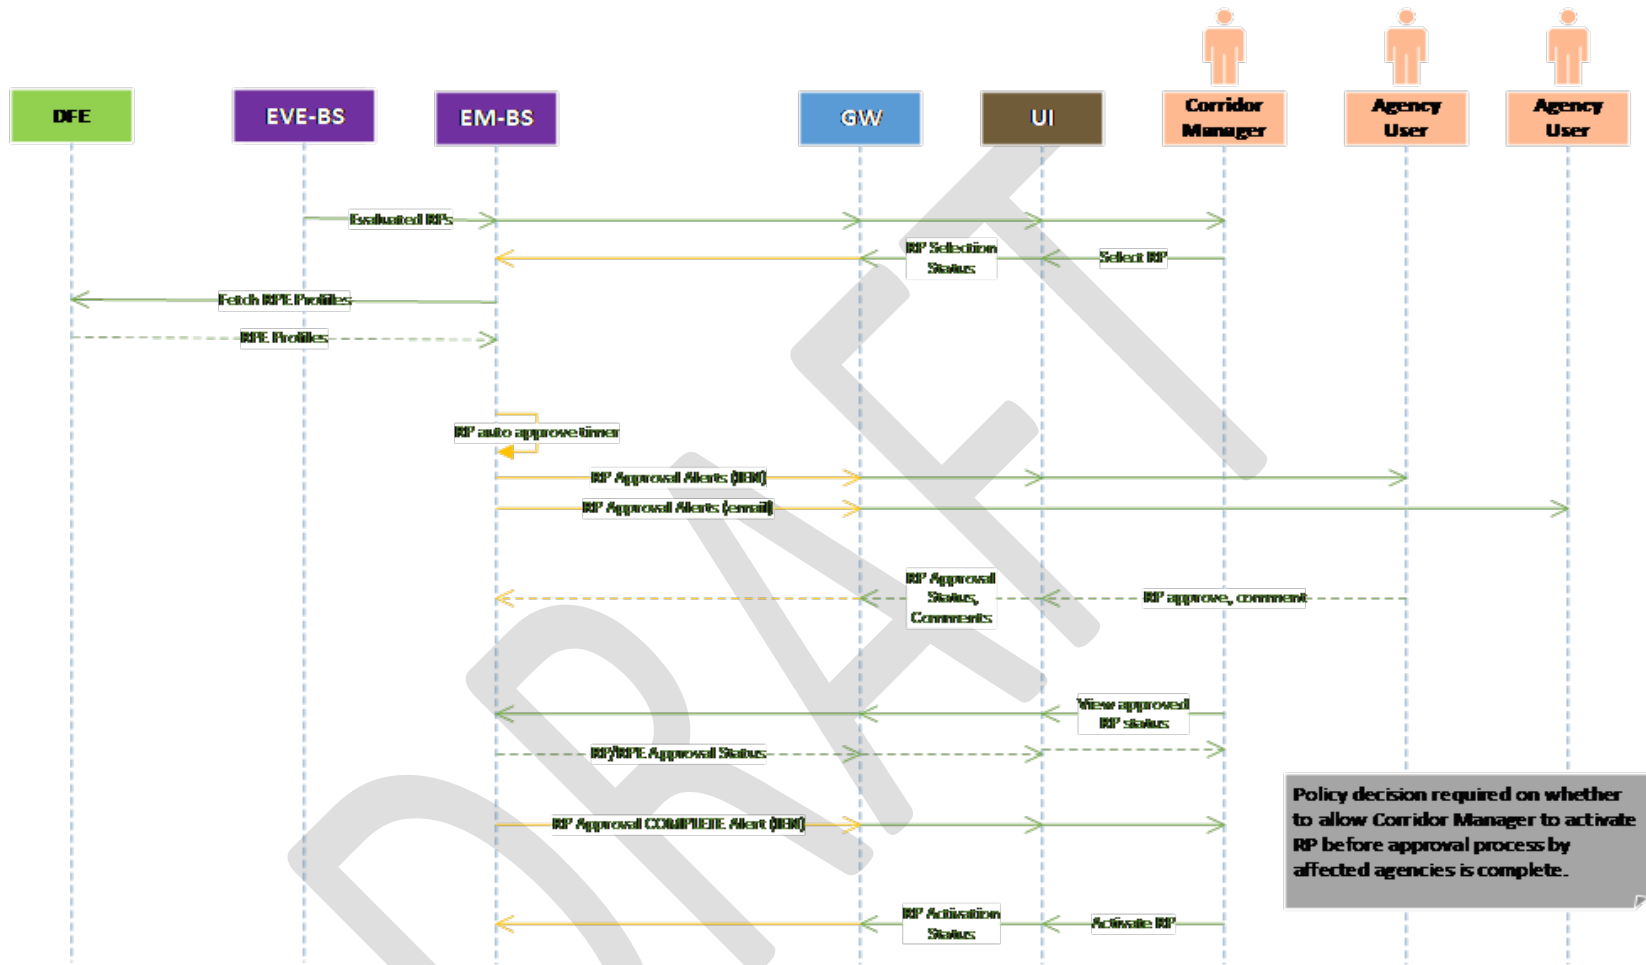 DFE
EVE-BS
EM-BS
GW
UI
Corridor
Manager
Agency
User
Agency
User
Evaluated RPs
RP Selection
Status
Select RP
Fetch RPE Profiles
RPE Profiles
RP auto approve timer
RP Approval Alerts (IEN)
RP Approval Alerts (email)
RP Approval
Status,
Comments
RP approve, comment
View approved
RP status
RP/RPE Approval Status
Policy decision required on whether
to allow Corridor Manager to activate
RP before approval process by
affected agencies is complete.
RP Approval COMPLETE Alert (IEN)
RP Activation
Status
Activate RP
DRAFT